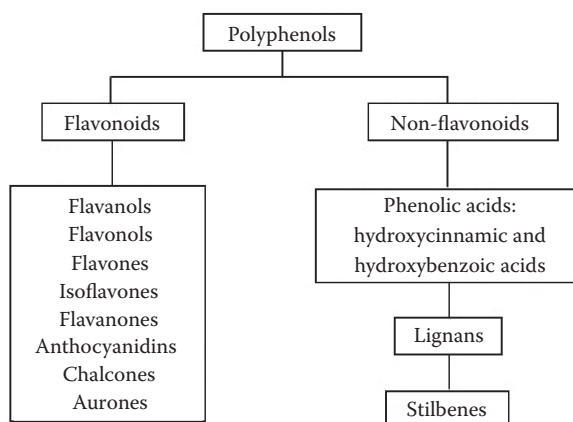 Polyphenols
Flavonoids
Non-flavonoids
Flavanols
Flavonols
Flavones
Isoflavones
Flavanones
Anthocyanidins
Chalcones
Aurones
Phenolic acids:
hydroxycinnamic and
hydroxybenzoic acids
Lignans
Stilbenes